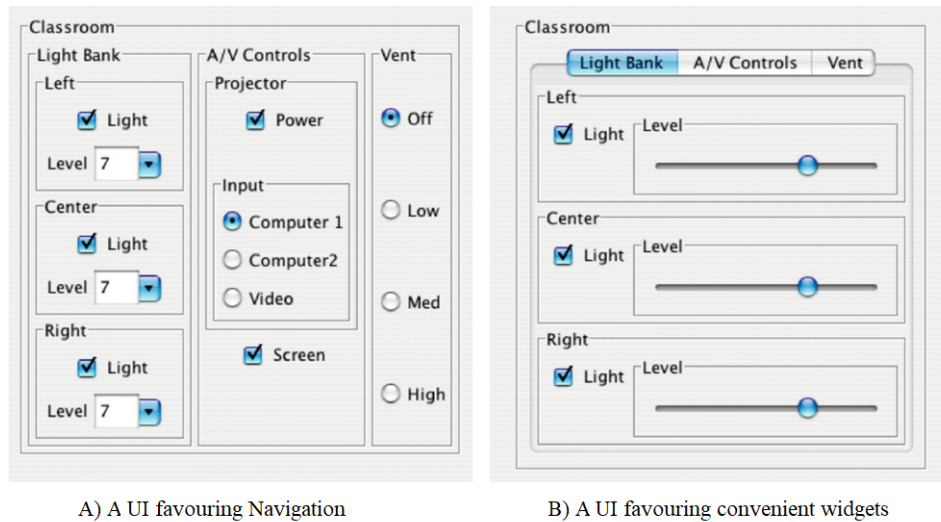 Classroom
Light Bank
Left
Light
Level 7
Center
Light
Level 7
Right
Light
Level 7
A/V Controls
Projector
Power
Input
Computer 1
Computer2
Video
Screen
Vent
Off
Low
Med
High
A) A UI favouring Navigation
Classroom
Light Bank A/V Controls Vent
Left
Light Level
Center
Light Level
Right
Light Level
B) A UI favouring convenient widgets